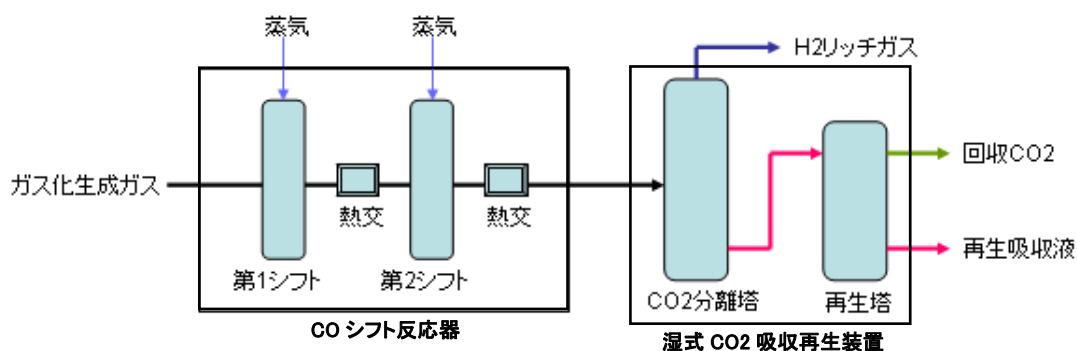 蒸気
蒸気
H2リッチガス
回収CO2
ガス化生成ガス
熱交
熱交
再生吸収液
第1シフト
第2シフト
CO2分離塔
再生塔
CO シフト反応器
湿式 CO2 吸収再生装置